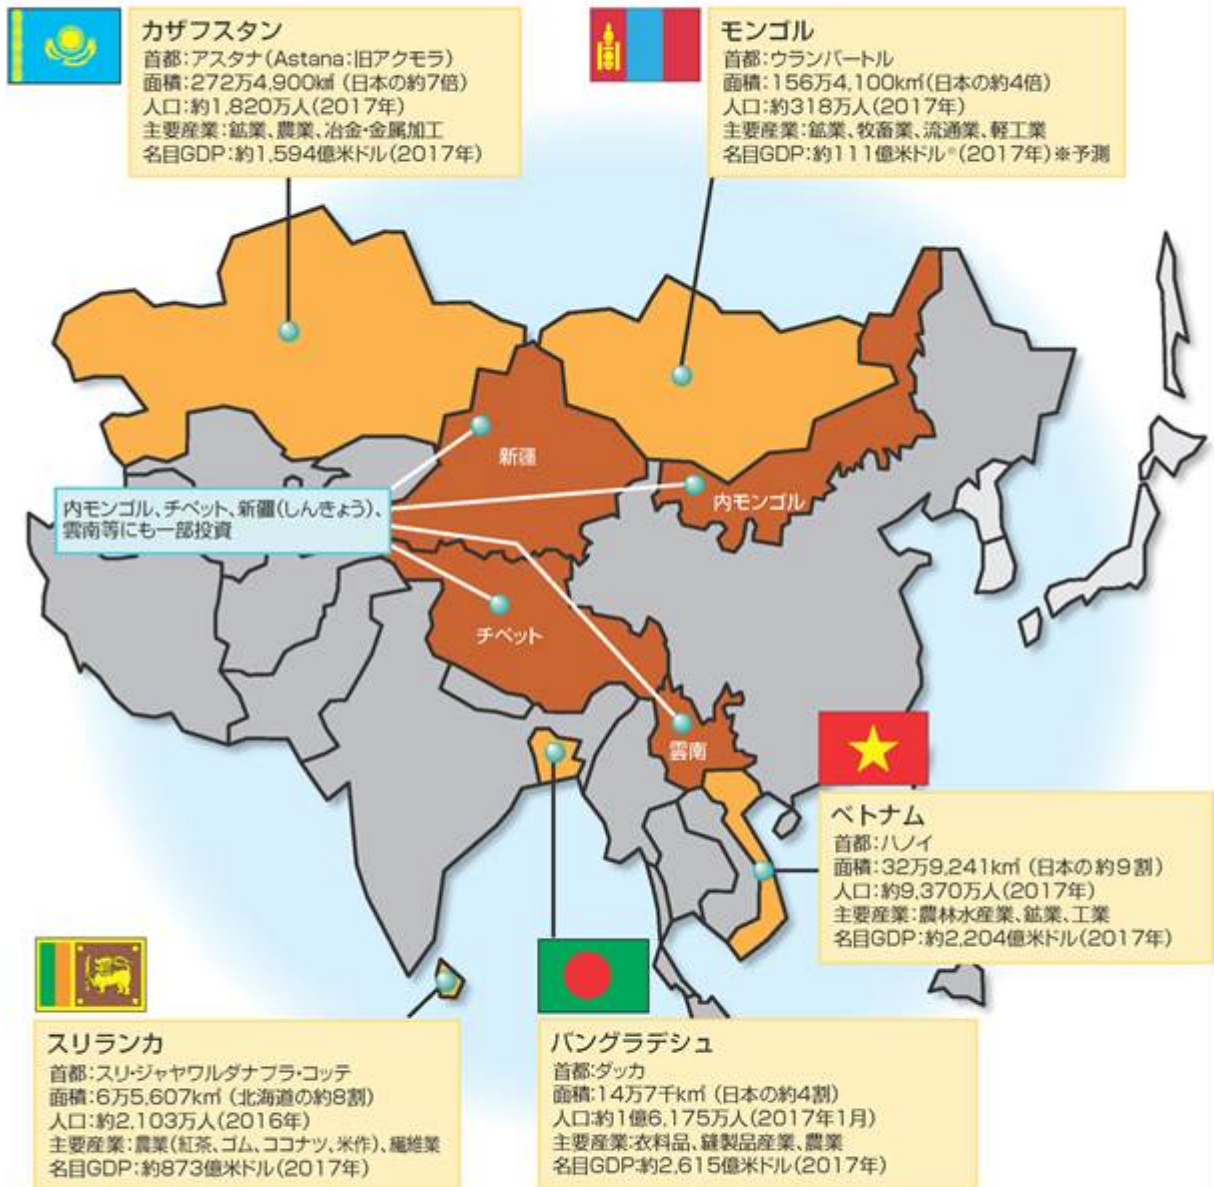 カザフスタン
首都:アスタナ(Astana:旧アクモラ)
面積:272万4,900㎢ (日本の約7倍)
人口:約1,820万人(2017年)
主要産業:鉱業、農業、冶金・金属加工
名目GDP:約1,594億米ドル(2017年)
モンゴル
首都:ウランバートル
面積:156万4,100k㎡(日本の約4倍)
人口:約318万人(2017年)
主要産業:鉱業、牧畜業、流通業、軽工業
名目GDP:約111億米ドル※(2017年)※予測
新疆
内モンゴル
内モンゴル、チベット、新疆(しんきょう)、
雲南等にも一部投資
チベット
雲南
ベトナム
首都:ハノイ
面積:32万9,241k㎡ (日本の約9割)
人口:約9,370万人(2017年)
主要産業:農林水産業、鉱業、工業
名目GDP:約2,204億米ドル(2017年)
スリランカ
首都:スリ・ジャヤワルダナプラ・コッテ
面積:6万5,607k㎡ (北海道の約8割)
人口:約2,103万人(2016年)
主要産業:農業(紅茶、ゴム、ココナツ、米作)、繊維業
名目GDP:約873億米ドル(2017年)
バングラデシュ
首都:ダッカ
面積:14万7千k㎡ (日本の約4割)
人口:約1億6,175万人(2017年1月)
主要産業:衣料品、縫製品産業、農業
名目GDP:約2,615億米ドル(2017年)